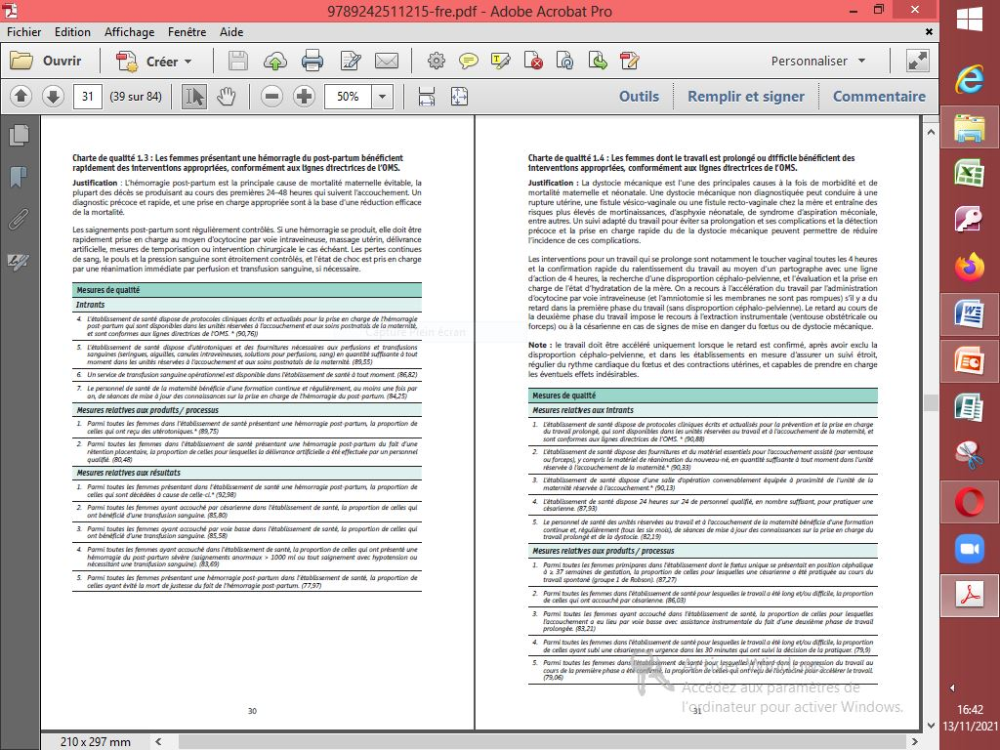 9789242511215-fre.pdf - Adobe Acrobat Pro
Fichier Edition Affichage Fenêtre Aide
Ouvrir Créer Personnaliser
31 (39 sur 84) 50% Outils Remplir et signer Commentaire
Charte de qualité 1.3 : Les femmes présentant une hémorragie du post-partum bénéficient
rapidement des interventions appropriées, conformément aux lignes directrices de l'OMS.
Justification : L'hémorragie post-partum est la principale cause de mortalité maternelle évitable, la
plupart des décès se produisant au cours des premières 24–48 heures qui suivent l'accouchement. Un
diagnostic précoce et rapide, et une prise en charge appropriée sont à la base d'une réduction efficace
de la mortalité.
Les saignements post-partum sont régulièrement contrôlés. Si une hémorragie se produit, elle doit être
rapidement prise en charge au moyen d'ocytocine par voie intraveineuse, massage utérin, délivrance
artificielle, mesures de temporisation ou intervention chirurgicale le cas échéant. Les pertes continues
de sang, le pouls et la pression sanguine sont étroitement contrôlés, et l'état de choc est pris en charge
par une réanimation immédiate par perfusion et transfusion sanguine, si nécessaire.
Mesures de qualité
Intrants
4. L'établissement de santé dispose de protocoles cliniques écrits et actualisés pour la prise en charge de l'hémorragie
post-partum qui sont disponibles dans les unités réservées à l'accouchement et aux soins postnatals de la maternité,
et sont conformes aux lignes directrices de l'OMS. * (90,76))
5. L'établissement de santé dispose d'utérotoniques et des fournitures nécessaires aux perfusions et transfusions
sanguines (seringues, aiguilles, canules intraveineuses, solutions pour perfusions, sang) en quantité suffisante à tout
moment dans les unités réservées à l'accouchement et aux soins postnatals de la maternité. (89,55)
6. Un service de transfusion sanguine opérationnel est disponible dans l'établissement de santé à tout moment. (86,82)
7. Le personnel de santé de la maternité bénéficie d'une formation continue et régulièrement, au moins une fois par
an, de séances de mise à jour des connaissances sur la prise en charge de l'hémorragie du post-partum. (84,25)
Mesures relatives aux produits / processus
1. Parmi toutes les femmes dans l'établissement de santé présentant une hémorragie post-partum, la proportion de
celles qui ont reçu des utérotoniques.* (89,75)
2. Parmi toutes les femmes dans l'établissement de santé présentant une hémorragie post-partum du fait d'une
rétention placentaire, la proportion de celles pour lesquelles la délivrance artificielle a été effectuée par un personnel
qualifié. (80,48)
Mesures relatives aux résultats
1. Parmi toutes les femmes présentant dans l'établissement de santé une hémorragie post-partum, la proportion de
celles qui sont décédées à cause de celle-ci.* (92,98)
2. Parmi toutes les femmes ayant accouché par césarienne dans l'établissement de santé, la proportion de celles qui
ont bénéficié d'une transfusion sanguine. (85,80)
3. Parmi toutes les femmes ayant accouché par voie basse dans l'établissement de santé, la proportion de celles qui
ont bénéficié d'une transfusion sanguine. (85,58)
4. Parmi toutes les femmes ayant accouché dans l'établissement de santé, la proportion de celles qui ont présenté une
hémorragie du post-partum sévère (saignements anormaux > 1000 ml ou tout saignement avec hypotension ou
nécessitant une transfusion sanguine). (83,69)
5. Parmi toutes les femmes présentant une hémorragie post-partum dans l'établissement de santé, la proportion de
celles ayant évité la mort de justesse du fait de l'hémorragie post-partum. (77,97)
30
Capture Plein écran
Charte de qualité 1.4 : Les femmes dont le travail est prolongé ou difficile bénéficient des
interventions appropriées, conformément aux lignes directrices de l'OMS.
Justification : La dystocie mécanique est l'une des principales causes à la fois de morbidité et de
mortalité maternelle et néonatale. Une dystocie mécanique non diagnostiquée peut conduire à une
rupture utérine, une fistule vésico-vaginale ou une fistule recto-vaginale chez la mère et entraîne des
risques plus élevés de mortinaissances, d'asphyxie néonatale, de syndrome d'aspiration méconiale,
entre autres. Un suivi adapté du travail pour éviter sa prolongation et ses complications et la détection
précoce et la prise en charge rapide du de la dystocie mécanique peuvent permettre de réduire
l'incidence de ces complications.
Les interventions pour un travail qui se prolonge sont notamment le toucher vaginal toutes les 4 heures
et la confirmation rapide du ralentissement du travail au moyen d'un partographe avec une ligne
d'action de 4 heures, la recherche d'une disproportion céphalo-pelvienne, et l'évaluation et la prise en
charge de l'état d'hydratation de la mère. On a recours à l'accélération du travail par l'administration
d'ocytocine par voie intraveineuse (et l'amniotomie si les membranes ne sont pas rompues) s'il y a du
retard dans la première phase du travail (sans disproportion céphalo-pelvienne). Le retard au cours de
la deuxième phase du travail impose le recours à l'extraction instrumentale (ventouse obstétricale ou
forceps) ou à la césarienne en cas de signes de mise en danger du fœtus ou de dystocie mécanique.
Note : le travail doit être accéléré uniquement lorsque le retard est confirmé, après avoir exclu la
disproportion céphalo-pelvienne, et dans les établissements en mesure d'assurer un suivi étroit,
régulier du rythme cardiaque du fœtus et des contractions utérines, et capables de prendre en charge
les éventuels effets indésirables.
Mesures de qualité
Mesures relatives aux intrants
1. L'établissement de santé dispose de protocoles cliniques écrits et actualisés pour la prévention et la prise en charge
du travail prolongé, qui sont disponibles dans les unités réservées au travail et à l'accouchement de la maternité, et
sont conformes aux lignes directrices de l'OMS. * (90,88)
2. L'établissement de santé dispose des fournitures et du matériel essentiels pour l'accouchement assisté (par ventouse
ou forceps), y compris le matériel de réanimation du nouveau-né, en quantité suffisante à tout moment dans l'unité
réservée à l'accouchement de la maternité.* (90,33)
3. L'établissement de santé dispose d'une salle d'opération convenablement équipée à proximité de l'unité de la
maternité réservée à l'accouchement.* (90,13)
4. L'établissement de santé dispose 24 heures sur 24 de personnel qualifié, en nombre suffisant, pour pratiquer une
césarienne. (87,93)
5. Le personnel de santé des unités réservées au travail et à l'accouchement de la maternité bénéficie d'une formation
continue et, régulièrement (tous les six mois), de séances de mise à jour des connaissances sur la prise en charge du
travail prolongé et de la dystocie. (82,19)
Mesures relatives aux produits / processus
1. Parmi toutes les femmes primipares dans l'établissement dont le fœtus unique se présentait en position céphalique
à ≥ 37 semaines de gestation, la proportion de celles pour lesquelles une césarienne a été pratiquée au cours du
travail spontané (groupe 1 de Robson). (87,27)
2. Parmi toutes les femmes dans l'établissement de santé pour lesquelles le travail a été long et/ou difficile, la proportion
de celles qui ont accouché par césarienne. (86,03)
3. Parmi toutes les femmes ayant accouché dans l'établissement de santé, la proportion de celles pour lesquelles
l'accouchement a eu lieu par voie basse avec assistance instrumentale du fait d'une deuxième phase de travail
prolongée. (83,21)
4. Parmi toutes les femmes dans l'établissement de santé pour lesquelles le travail a été long et/ou difficile, la proportion
de celles ayant subi une césarienne en urgence dans les 30 minutes qui ont suivi la décision de la pratiquer. (79,9)
5. Parmi toutes les femmes dans l'établissement de santé pour lesquelles un retard dans la progression du travail au
cours de la première phase a été confirmé, la proportion de celles qui ont reçu de l'ocytocine pour accélérer le travail.
(79,06)
31
Activer Windows
Accédez aux paramètres de
l'ordinateur pour activer Windows.
210 x 297 mm
16:42
13/11/2021